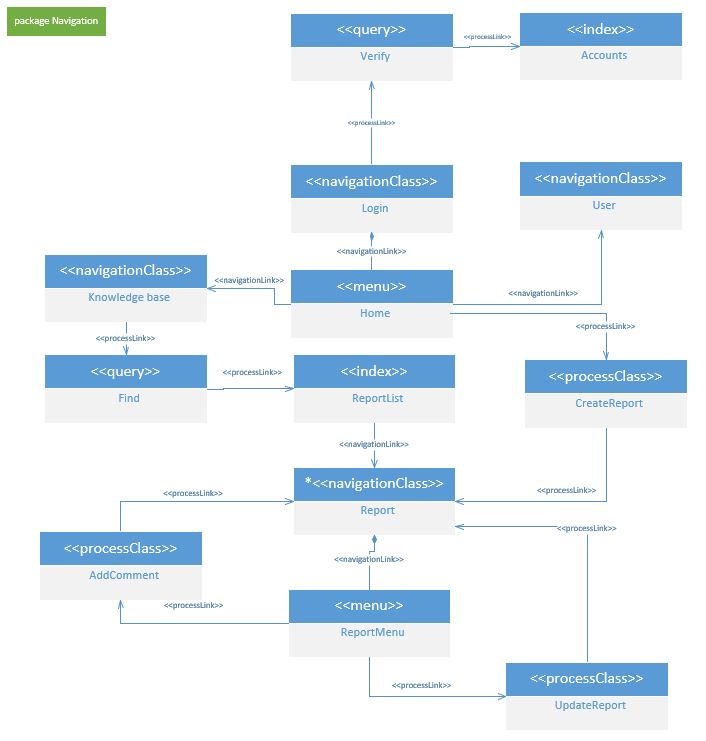 package Navigation
<<query>>
Verify
<<processLink>>
<<index>>
Accounts
<<processLink>>
<<navigationClass>>
Login
<<navigationClass>>
User
<<navigationLink>>
<<navigationClass>>
Knowledge base
<<navigationLink>>
<<menu>>
Home
<<navigationLink>>
<<processLink>>
<<processLink>>
<<query>>
Find
<<processLink>>
<<index>>
ReportList
<<processClass>>
CreateReport
<<navigationLink>>
*<<navigationClass>>
Report
<<processLink>>
<<processLink>>
<<processLink>>
<<processClass>>
AddComment
<<navigationLink>>
<<processLink>>
<<menu>>
ReportMenu
<<processLink>>
<<processClass>>
UpdateReport